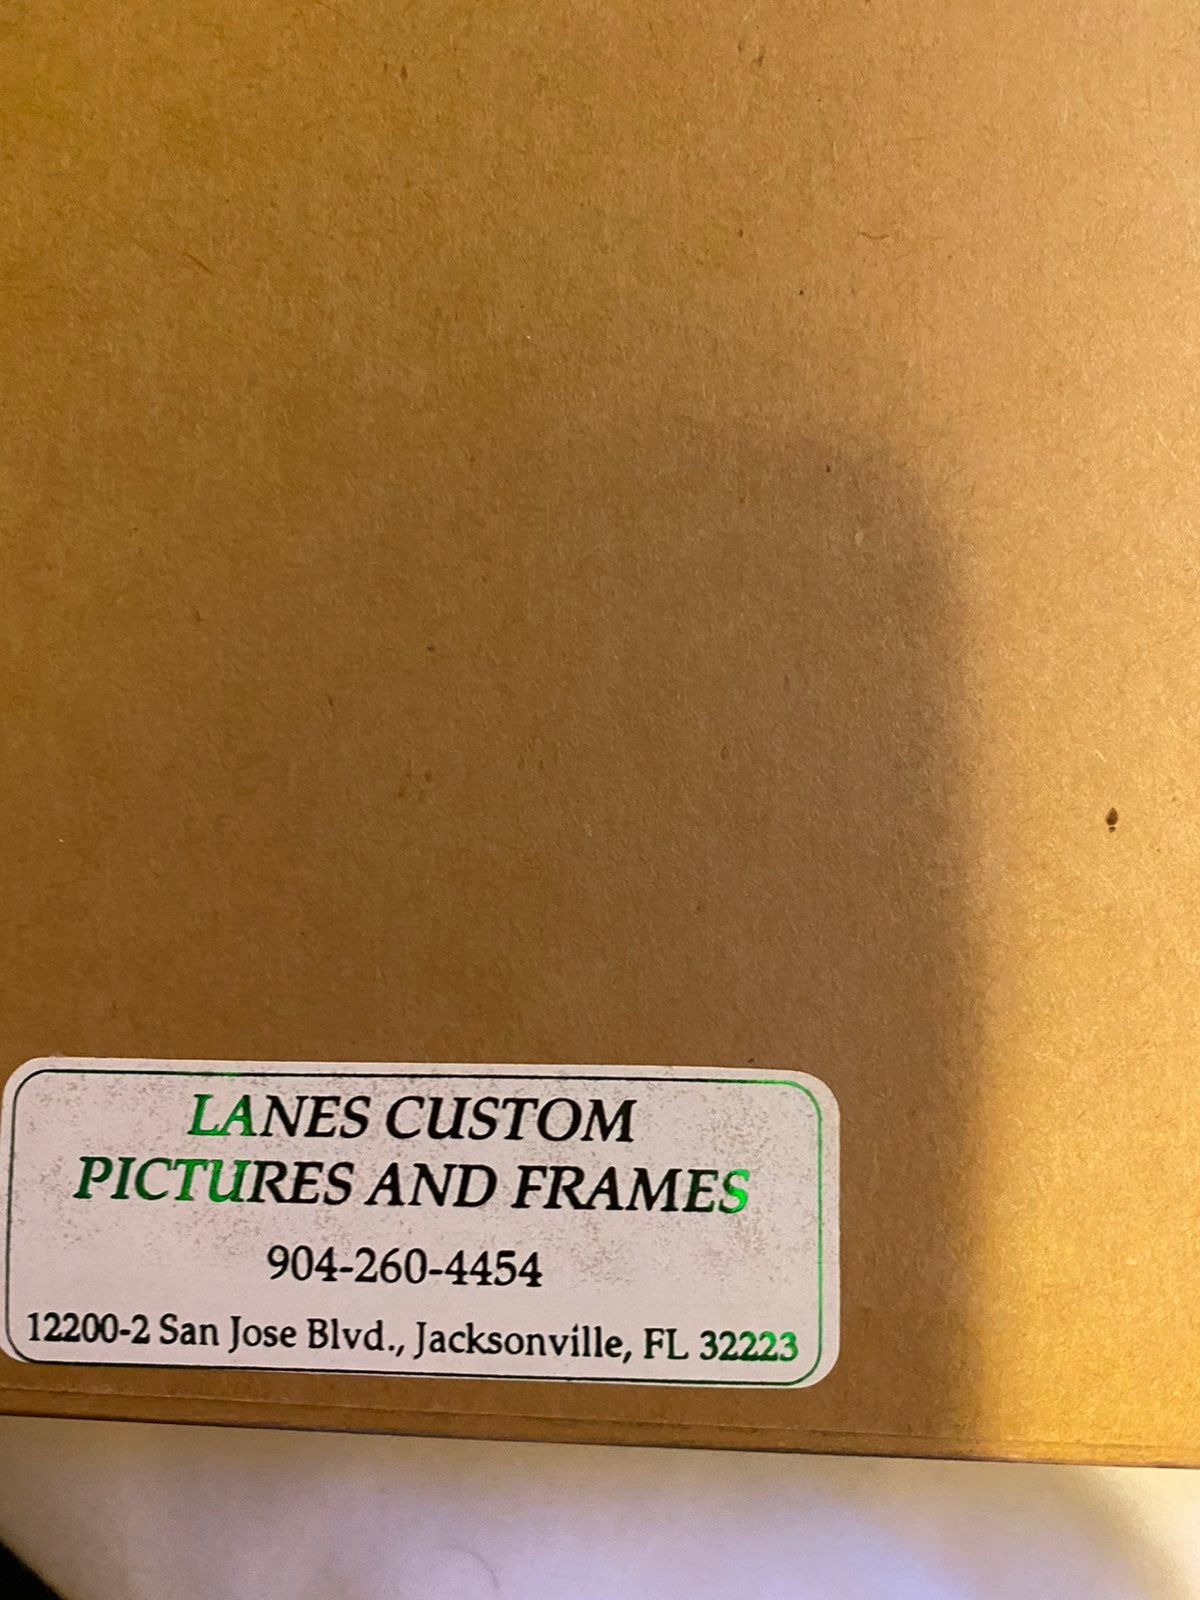 LANES CUSTOM
PICTURES AND FRAMES
904-260-4454
12200-2 San Jose Blvd., Jacksonville, FL 32223